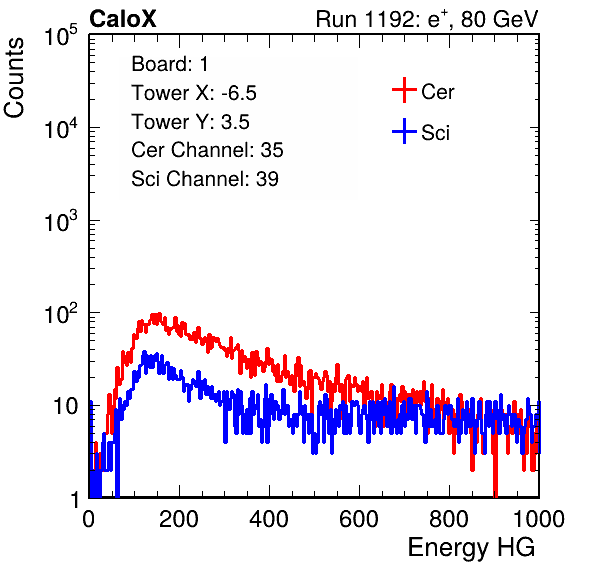 CaloX Run 1192: e+, 80 GeV
Counts
Board: 1
Tower X: -6.5
Tower Y: 3.5
Cer Channel: 35
Sci Channel: 39
Cer
Sci
10^5
10^4
10^3
10^2
10
1
0 200 400 600 800 1000
Energy HG